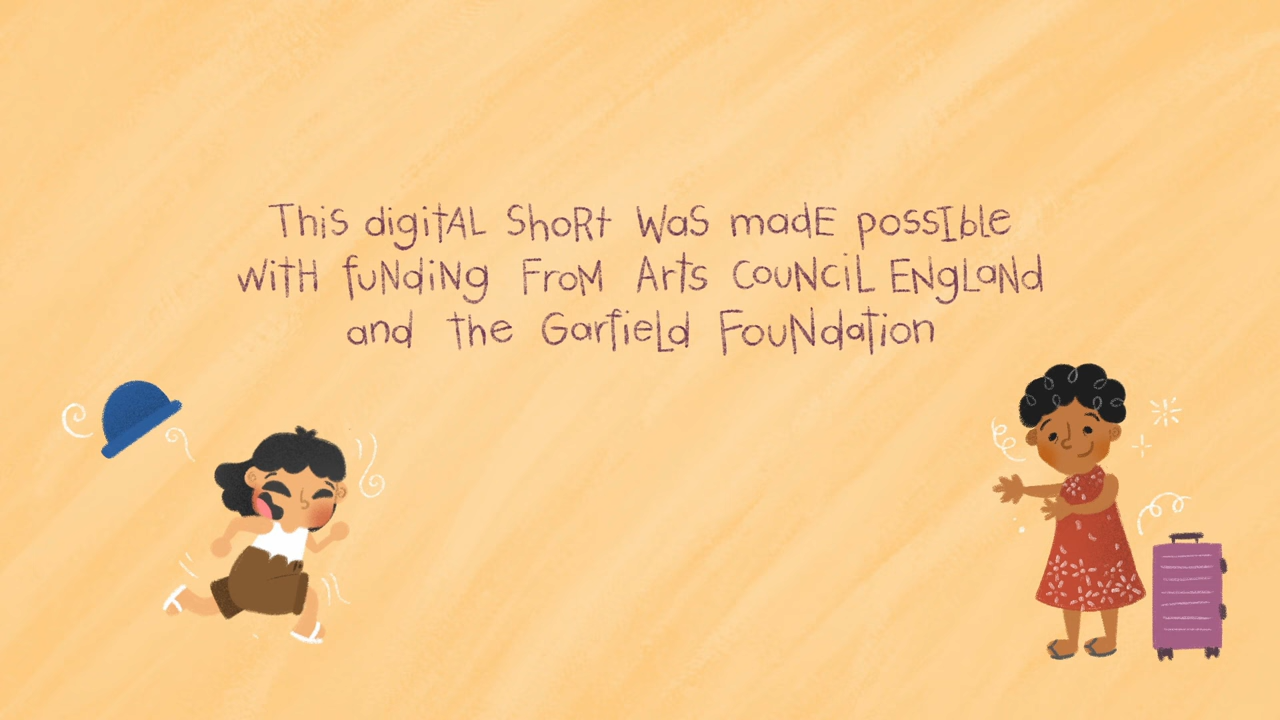 This digitAL ShoRt WaS madE possIble
wiTH fuNdiNg FroM Arts CouNciL ENgLaNd
and the GarfieLd FouNdation